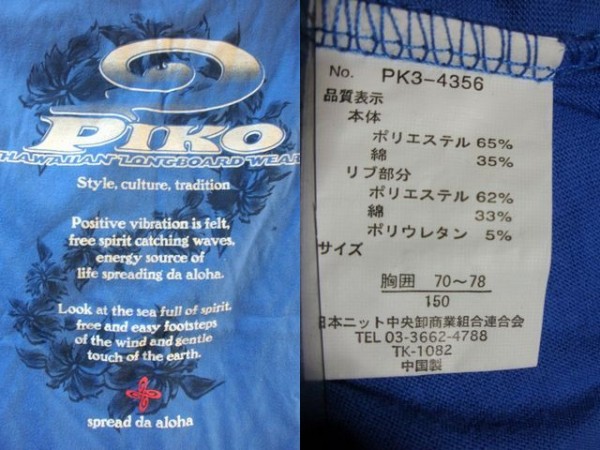 PIKO
HAWAIIAN LONGBOARD WEAR
Style, culture, tradition
Positive vibration is felt,
free spirit catching waves,
energy source of
life spreading da aloha.
Look at the sea full of spirit,
free and easy footsteps
of the wind and gentle
touch of the earth.
spread da aloha
No. PK3-4356
品質表示
本体
ポリエステル 65%
綿 35%
リブ部分
ポリエステル 62%
綿 33%
ポリウレタン 5%
サイズ
胸囲 70～78
150
日本ニット中央卸商業組合連合会
TEL 03-3662-4788
TK-1082
中国製